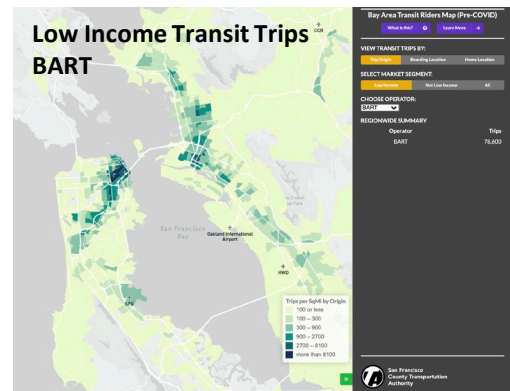 Low Income Transit Trips
BART
CCR
San Francisco
Bay
Oakland International
Airport
HWD
SFO
Trips per SqMi by Origin
100 or less
100 – 300
300 – 900
900 – 2700
2700 – 8100
more than 8100
Bay Area Transit Riders Map (Pre-COVID)
What is this?
Learn More
VIEW TRANSIT TRIPS BY:
Trip Origin Boarding Location Home Location
SELECT MARKET SEGMENT:
Low Income Not Low Income All
CHOOSE OPERATOR:
BART
REGIONWIDE SUMMARY
Operator Trips
BART 78,600
San Francisco
County Transportation
Authority